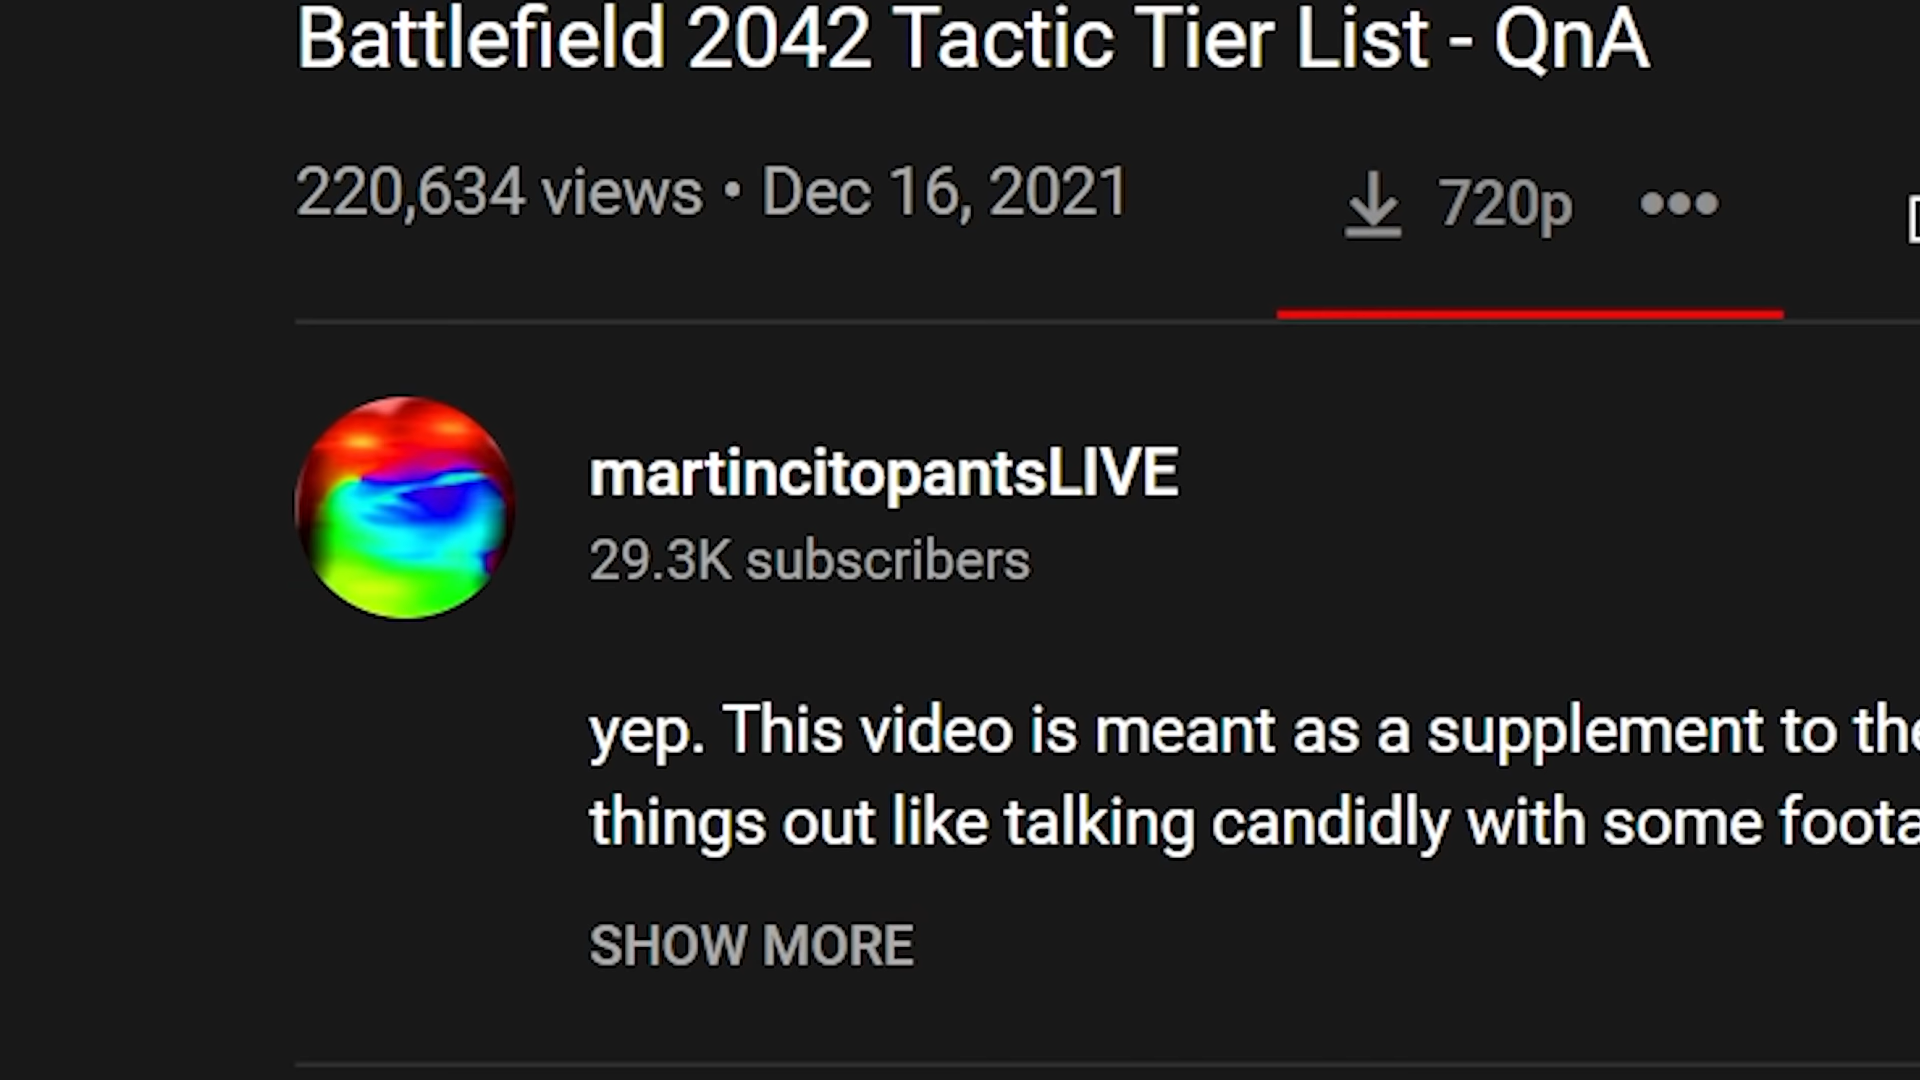 Battlefield 2042 Tactic Tier List - QnA
220,634 views • Dec 16, 2021
720p
martincitopantsLIVE
29.3K subscribers
yep. This video is meant as a supplement to the
things out like talking candidly with some foota
SHOW MORE